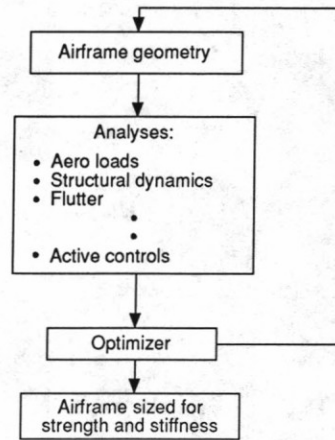 Airframe geometry
Analyses:
• Aero loads
• Structural dynamics
• Flutter
•
•
• Active controls
Optimizer
Airframe sized for
strength and stiffness